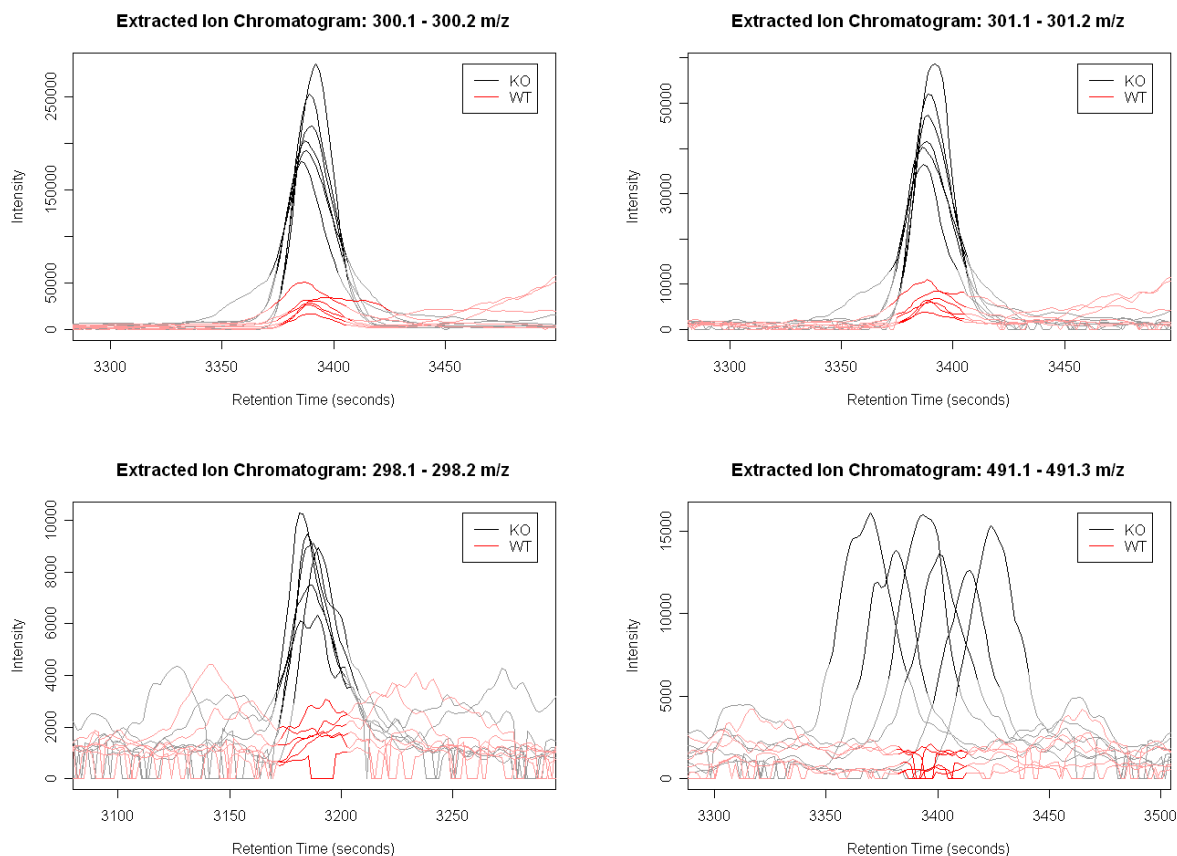 Extracted Ion Chromatogram: 300.1 - 300.2 m/z
Intensity
0
50000
150000
250000
KO
WT
3300
3350
3400
3450
Retention Time (seconds)
Extracted Ion Chromatogram: 301.1 - 301.2 m/z
Intensity
0
10000
30000
50000
KO
WT
3300
3350
3400
3450
Retention Time (seconds)
Extracted Ion Chromatogram: 298.1 - 298.2 m/z
Intensity
0
2000
4000
6000
8000
10000
KO
WT
3100
3150
3200
3250
Retention Time (seconds)
Extracted Ion Chromatogram: 491.1 - 491.3 m/z
Intensity
0
5000
10000
15000
KO
WT
3300
3350
3400
3450
3500
Retention Time (seconds)